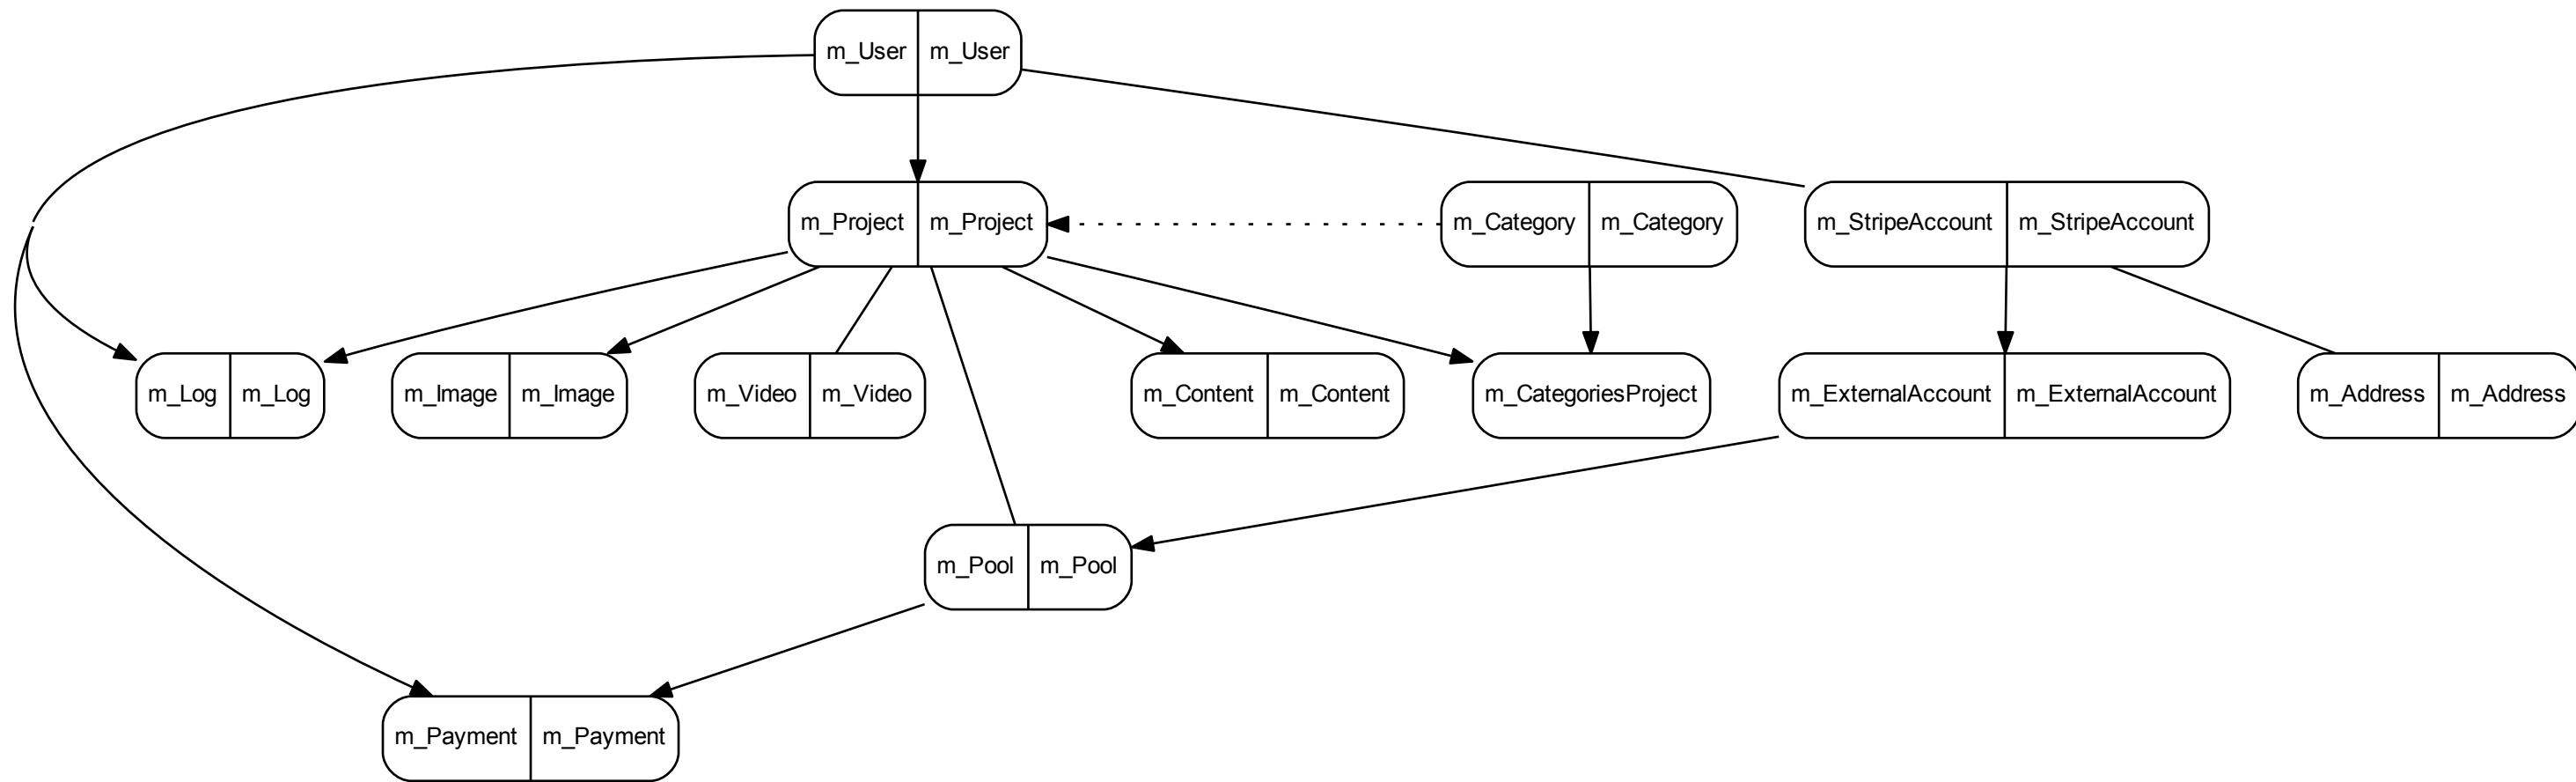 m_User m_User
m_Project m_Project
m_Category m_Category
m_StripeAccount m_StripeAccount
m_Log m_Log
m_Image m_Image
m_Video m_Video
m_Content m_Content
m_CategoriesProject
m_ExternalAccount m_ExternalAccount
m_Address m_Address
m_Pool m_Pool
m_Payment m_Payment